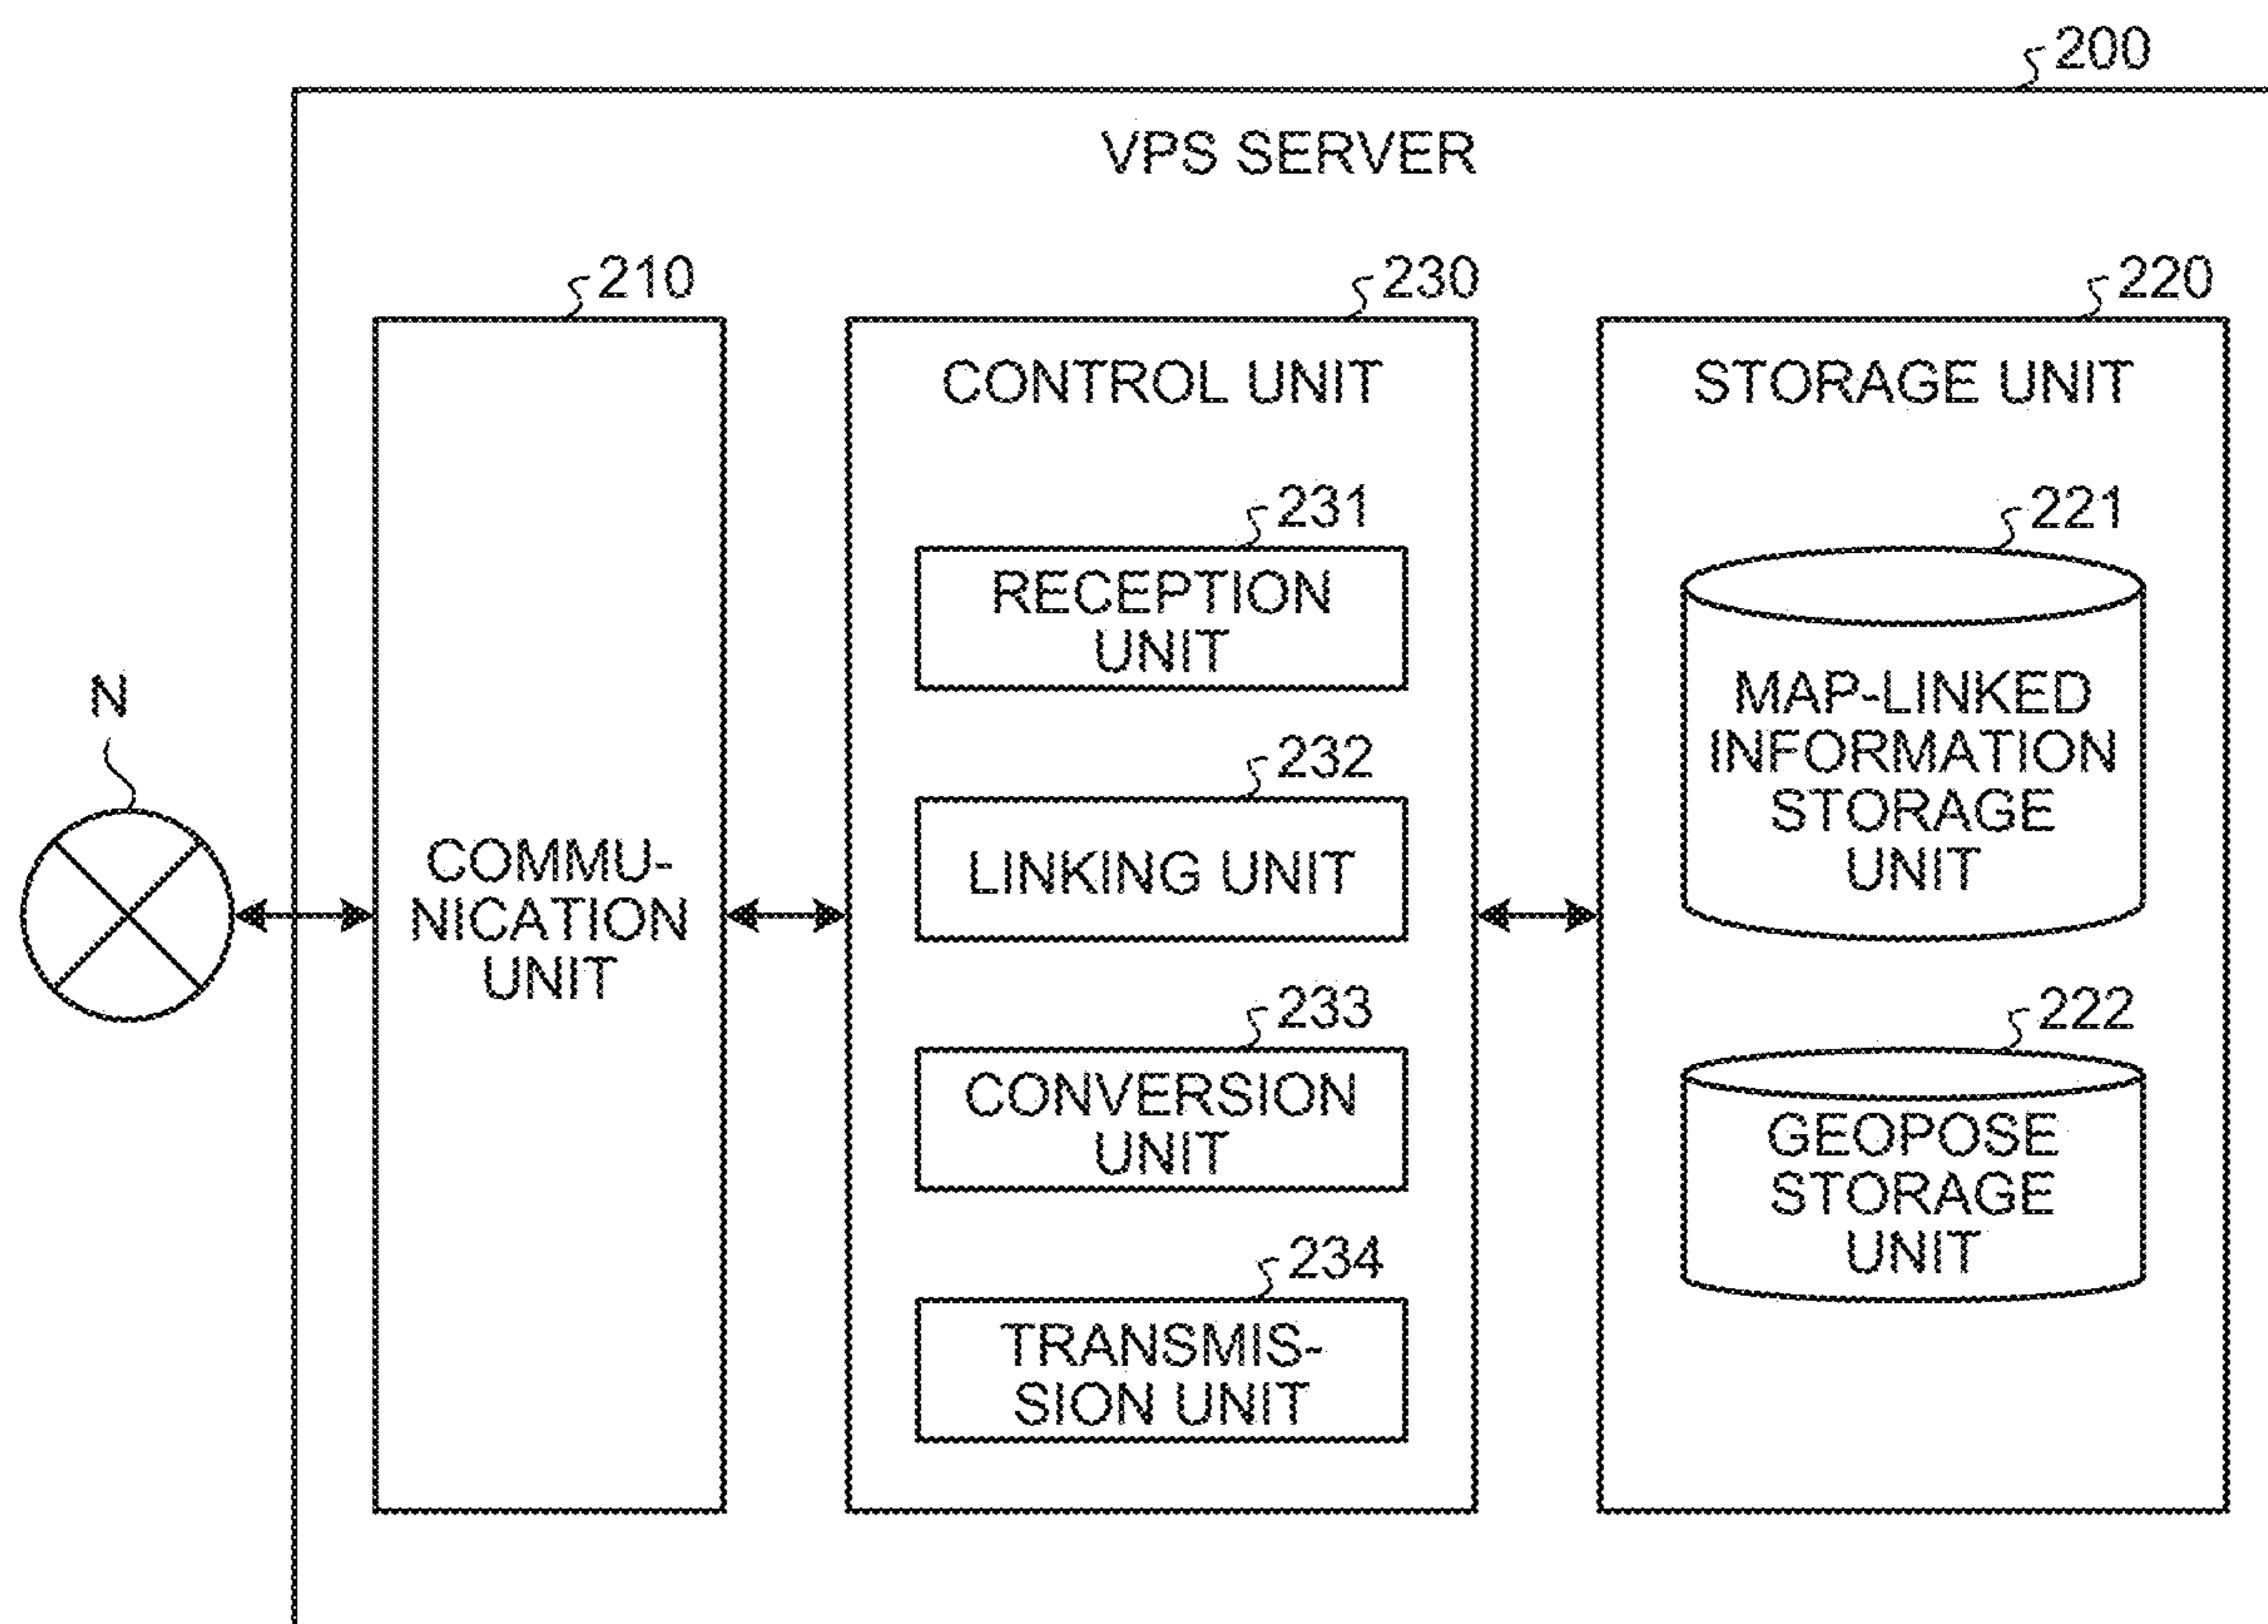 200
VPS SERVER
210
230
220
CONTROL UNIT
STORAGE UNIT
231
RECEPTION
UNIT
221
MAP-LINKED
INFORMATION
STORAGE
UNIT
N
232
LINKING UNIT
COMMU-
NICATION
UNIT
233
CONVERSION
UNIT
222
GEOPOSE
STORAGE
UNIT
234
TRANSMIS-
SION UNIT